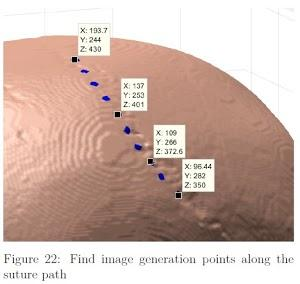 X: 193.7
Y: 244
Z: 430
X: 137
Y: 253
Z: 401
X: 109
Y: 266
Z: 372.6
X: 96.44
Y: 282
Z: 350
Figure 22: Find image generation points along the
suture path